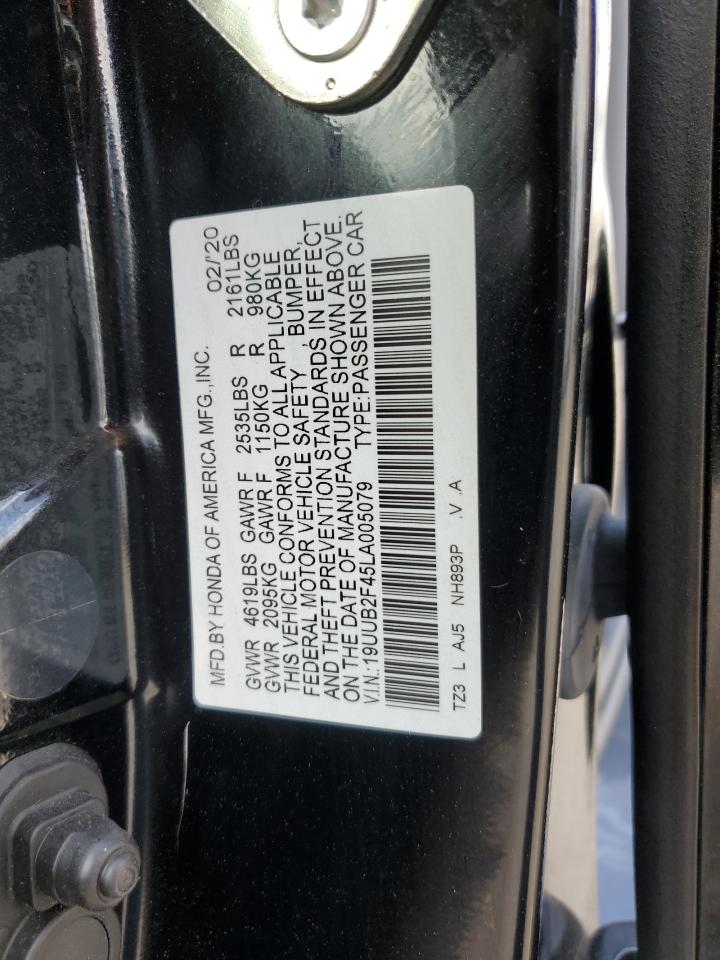 MFD.BY HONDA OF AMERICA MFG.,INC. 02/'20
GVWR 4619LBS GAWR F 2535LBS R 2161LBS
GVWR 2095KG GAWR F 1150KG R 980KG
THIS VEHICLE CONFORMS TO ALL APPLICABLE
FEDERAL MOTOR VEHICLE SAFETY, BUMPER,
AND THEFT PREVENTION STANDARDS IN EFFECT
ON THE DATE OF MANUFACTURE SHOWN ABOVE.
V.I.N.:19UUB2F45LA005079 TYPE:PASSENGER CAR
TZ3 L AJ5 NH893P .V .A